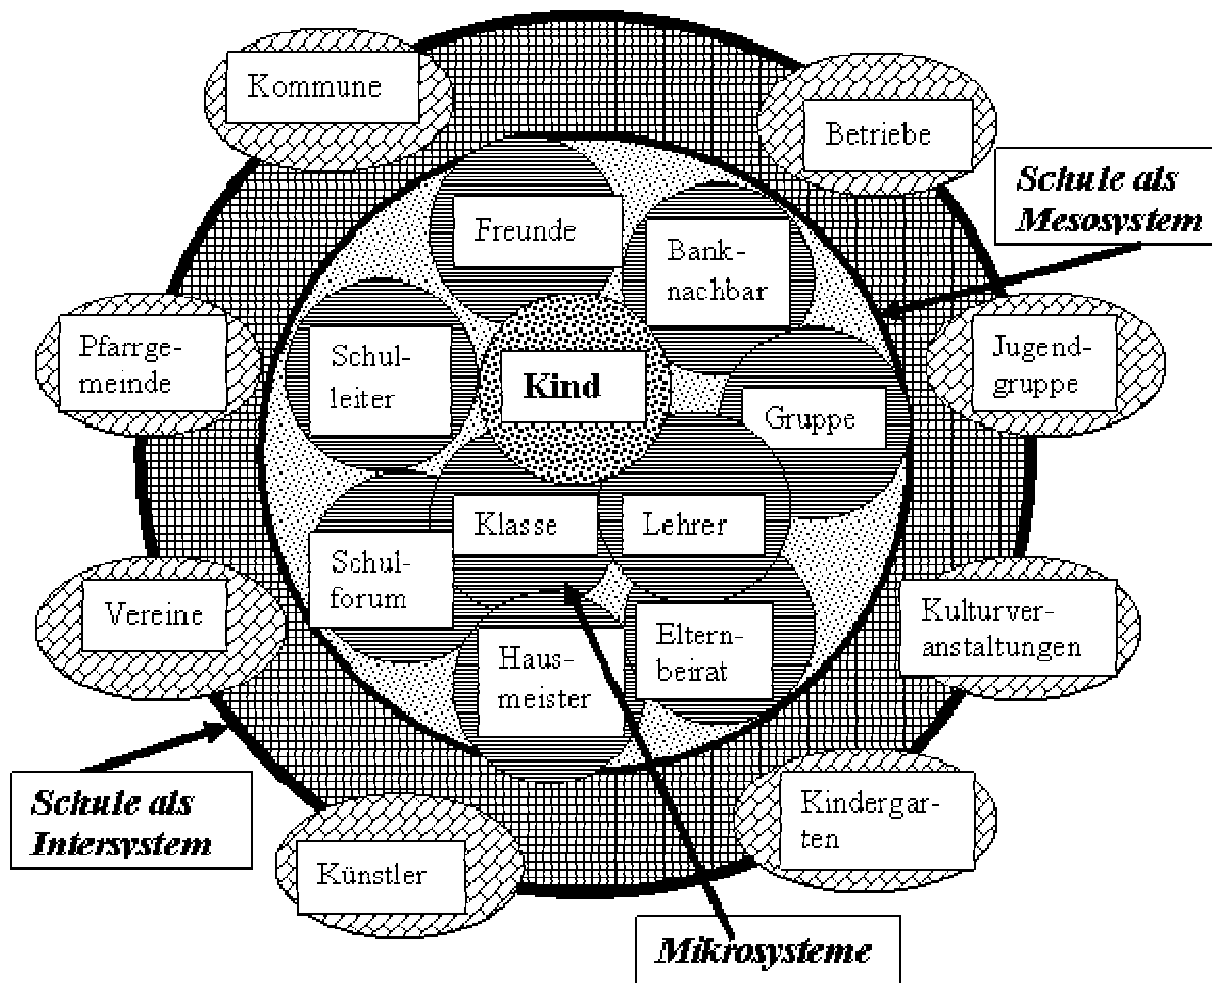 Kommune
Betriebe
Schule als
Mesosystem
Freunde
Bank-
nachbar
Pfarrge-
meinde
Schul-
leiter
Kind
Jugend-
gruppe
Gruppe
Klasse
Lehrer
Schul-
forum
Vereine
Kulturver-
anstaltungen
Eltern-
beirat
Haus-
meister
Schule als
Intersystem
Kindergar-
ten
Künstler
Mikrosysteme